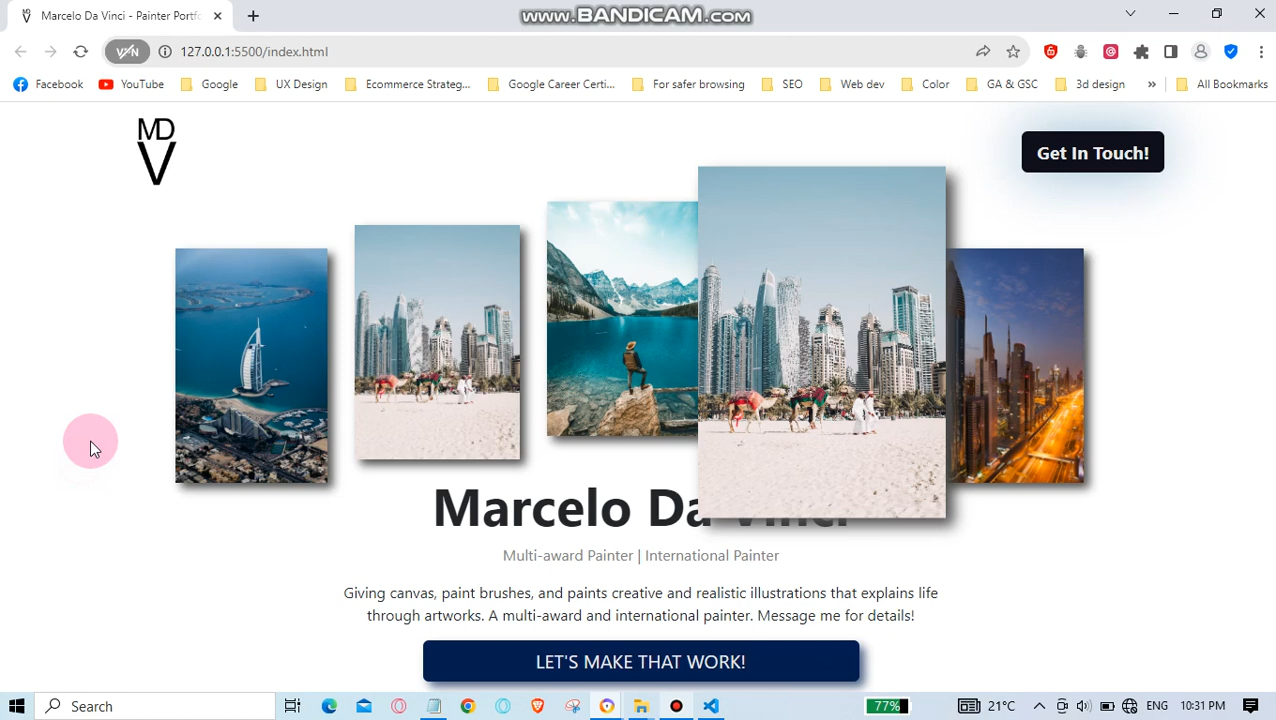 Marcelo Da Vinci - Painter Portfo
www.BANDICAM.com
V/N
127.0.0.1:5500/index.html
Facebook
YouTube
Google
UX Design
Ecommerce Strateg...
Google Career Certi...
For safer browsing
SEO
Web dev
Color
GA & GSC
3d design
»
All Bookmarks
MD
V
Get In Touch!
Marcelo Da Vinci
Multi-award Painter | International Painter
Giving canvas, paint brushes, and paints creative and realistic illustrations that explains life
through artworks. A multi-award and international painter. Message me for details!
LET'S MAKE THAT WORK!
Search
77%
21°C
ENG
10:31 PM